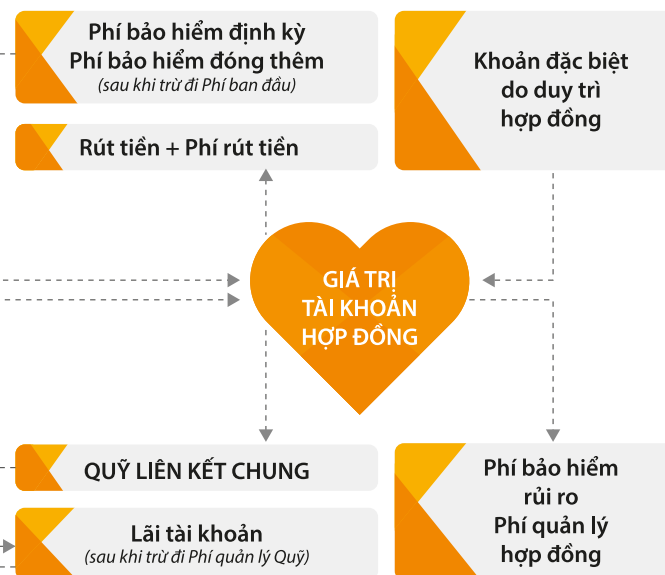 Phí bảo hiểm định kỳ
Phí bảo hiểm đóng thêm
(sau khi trừ đi Phí ban đầu)
Rút tiền + Phí rút tiền
Khoản đặc biệt
do duy trì
hợp đồng
GIÁ TRỊ
TÀI KHOẢN
HỢP ĐỒNG
QUỸ LIÊN KẾT CHUNG
Lãi tài khoản
(sau khi trừ đi Phí quản lý Quỹ)
Phí bảo hiểm
rủi ro
Phí quản lý
hợp đồng